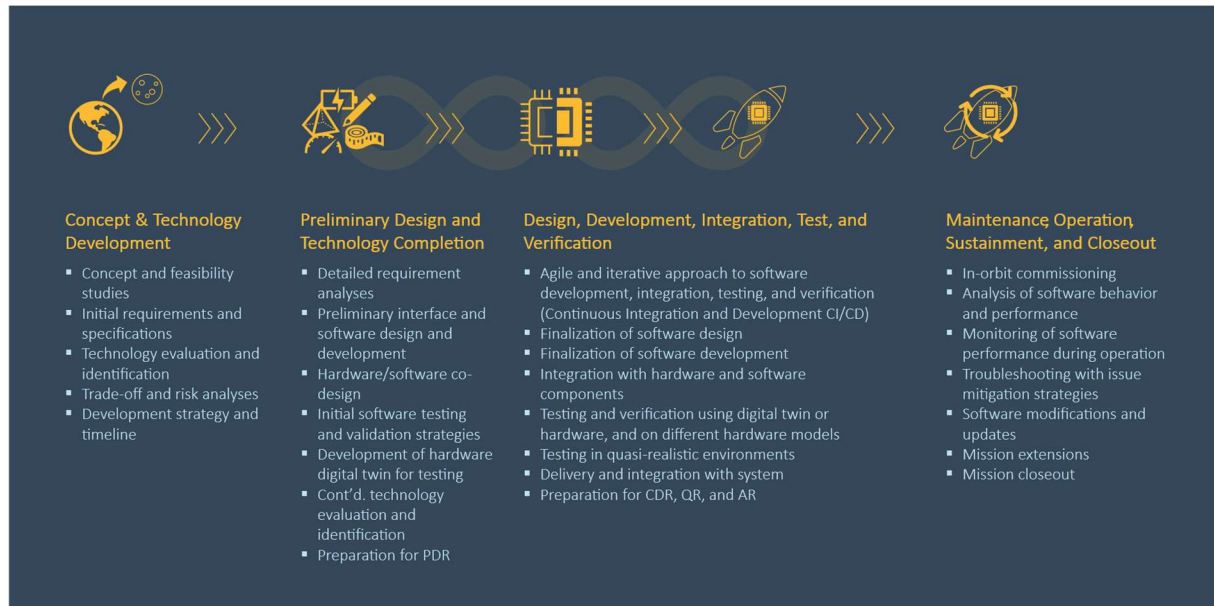 Concept & Technology
Development
▪ Concept and feasibility
studies
▪ Initial requirements and
specifications
▪ Technology evaluation and
identification
▪ Trade-off and risk analyses
▪ Development strategy and
timeline
Preliminary Design and
Technology Completion
▪ Detailed requirement
analyses
▪ Preliminary interface and
software design and
development
▪ Hardware/software co-
design
▪ Initial software testing
and validation strategies
▪ Development of hardware
digital twin for testing
▪ Cont'd. technology
evaluation and
identification
▪ Preparation for PDR
Design, Development, Integration, Test, and
Verification
▪ Agile and iterative approach to software
development, integration, testing, and verification
(Continuous Integration and Development CI/CD)
▪ Finalization of software design
▪ Finalization of software development
▪ Integration with hardware and software
components
▪ Testing and verification using digital twin or
hardware, and on different hardware models
▪ Testing in quasi-realistic environments
▪ Delivery and integration with system
▪ Preparation for CDR, QR, and AR
Maintenance, Operation,
Sustainment, and Closeout
▪ In-orbit commissioning
▪ Analysis of software behavior
and performance
▪ Monitoring of software
performance during operation
▪ Troubleshooting with issue
mitigation strategies
▪ Software modifications and
updates
▪ Mission extensions
▪ Mission closeout